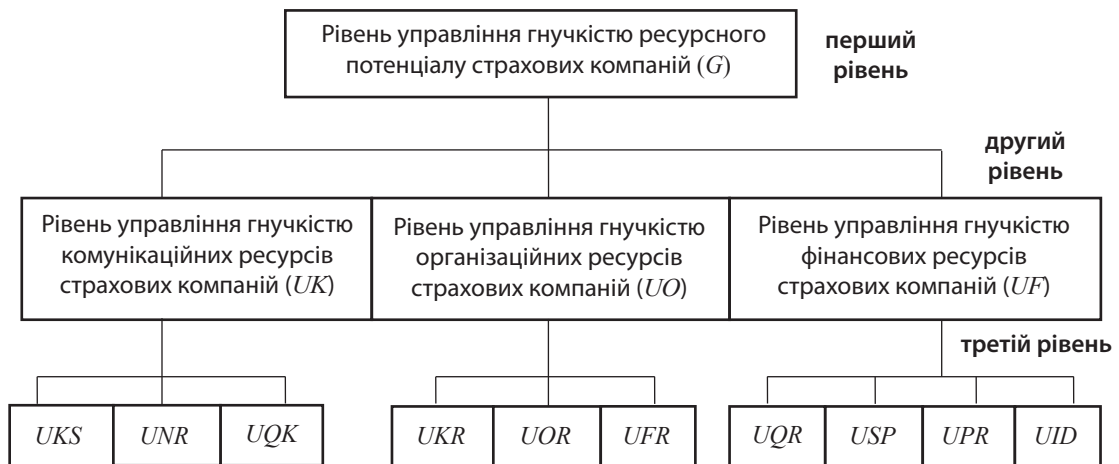 Рівень управління гнучкістю ресурсного
потенціалу страхових компаній (G)
перший
рівень
другий
рівень
Рівень управління гнучкістю
комунікаційних ресурсів
страхових компаній (UK)
Рівень управління гнучкістю
організаційних ресурсів
страхових компаній (UO)
Рівень управління гнучкістю
фінансових ресурсів
страхових компаній (UF)
третій рівень
UKS
UNR
UQK
UKR
UOR
UFR
UQR
USP
UPR
UID